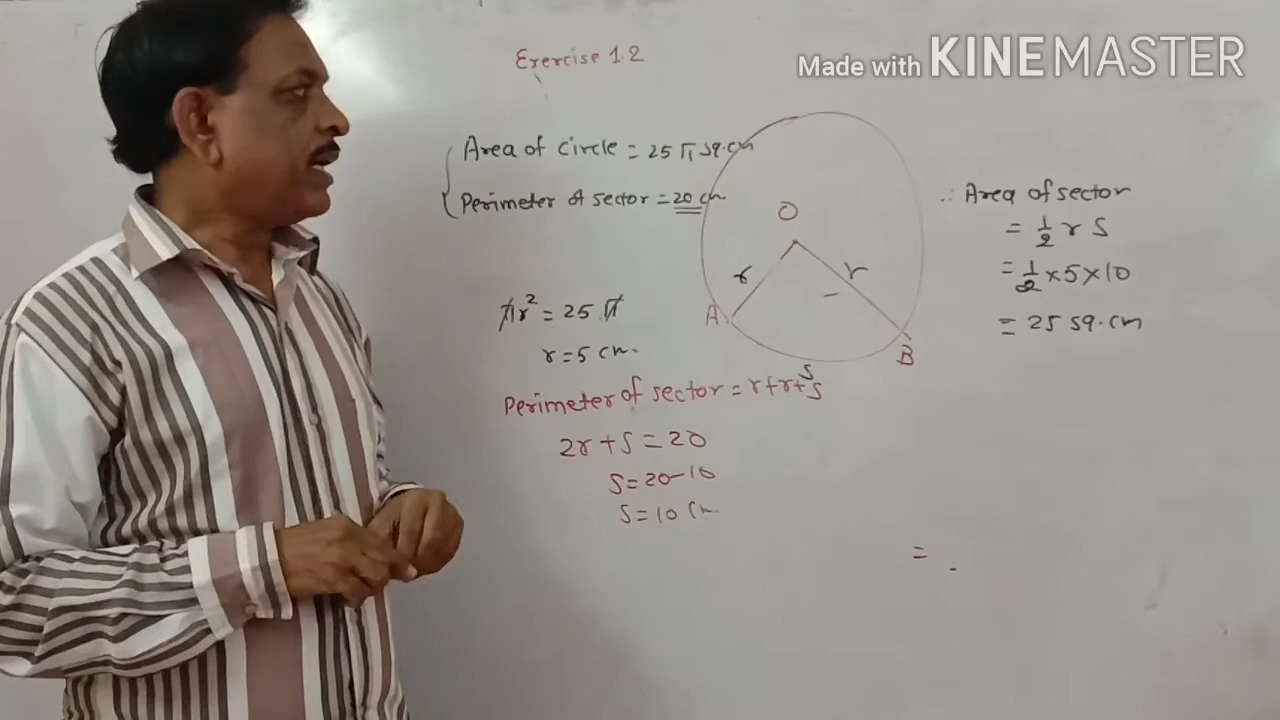 Exercise 1.2
Made with KINEMASTER
Area of circle = 25 π sq.cm
Perimeter of sector = 20 cm
O
r
r
A
B
S
πr² = 25 π
r = 5 cm.
Perimeter of sector = r+r+S
2r + S = 20
S = 20-10
S = 10 cm.
∴ Area of sector
= 1/2 r S
= 1/2 × 5 × 10
= 25 sq.cm
=